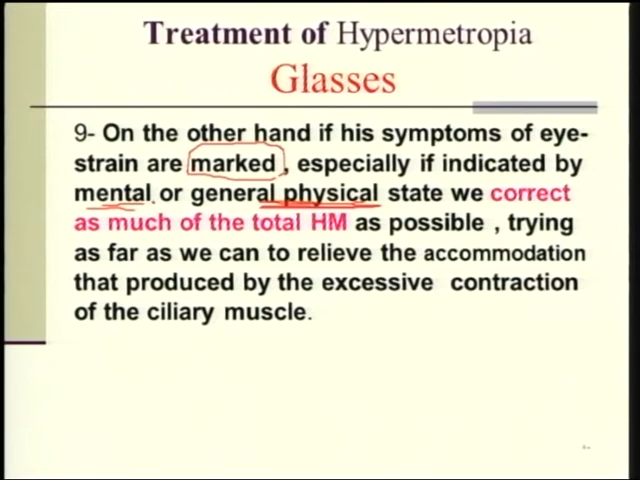 Treatment of Hypermetropia
Glasses
9- On the other hand if his symptoms of eye-
strain are marked , especially if indicated by
mental or general physical state we correct
as much of the total HM as possible , trying
as far as we can to relieve the accommodation
that produced by the excessive contraction
of the ciliary muscle.